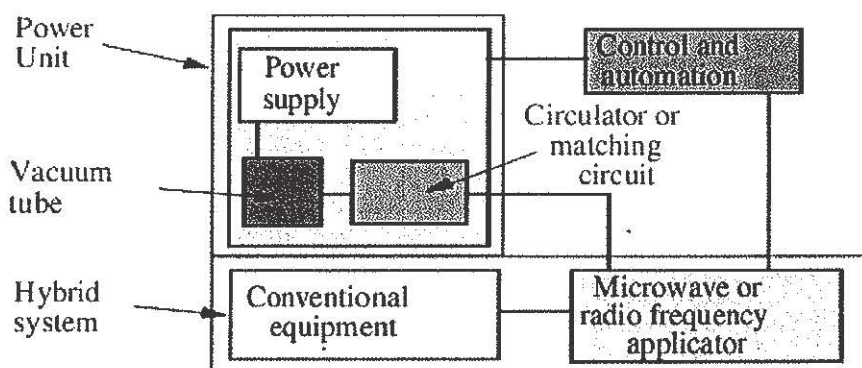 Power
Unit
Power
supply
Control and
automation
Circulator or
matching
circuit
Vacuum
tube
Hybrid
system
Conventional
equipment
Microwave or
radio frequency
applicator